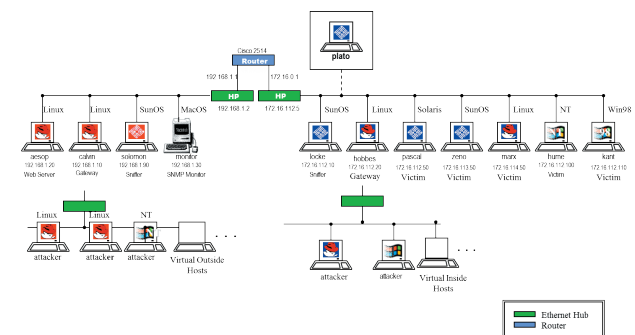 plato
Cisco 2514
Router
192.168.1.1 172.16.0.1
HP HP
192.168.1.2 172.16.112.5
Linux Linux SunOS MacOS SunOS Linux Solaris SunOS Linux NT Win98
aesop calvin solomon monitor locke hobbes pascal zeno marx hume kant
192.168.1.20 192.168.1.10 192.168.1.90 192.168.1.30 172.16.112.10 172.16.112.20 172.16.112.50 172.16.113.50 172.16.114.50 172.16.112.100 172.16.112.110
Web Server Gateway Sniffer SNMP Monitor Sniffer Gateway Victim Victim Victim Victim Victim
Linux Linux NT
. . .
attacker attacker attacker Virtual Outside
Hosts
. . .
attacker attacker Virtual Inside
Hosts
Ethernet Hub
Router